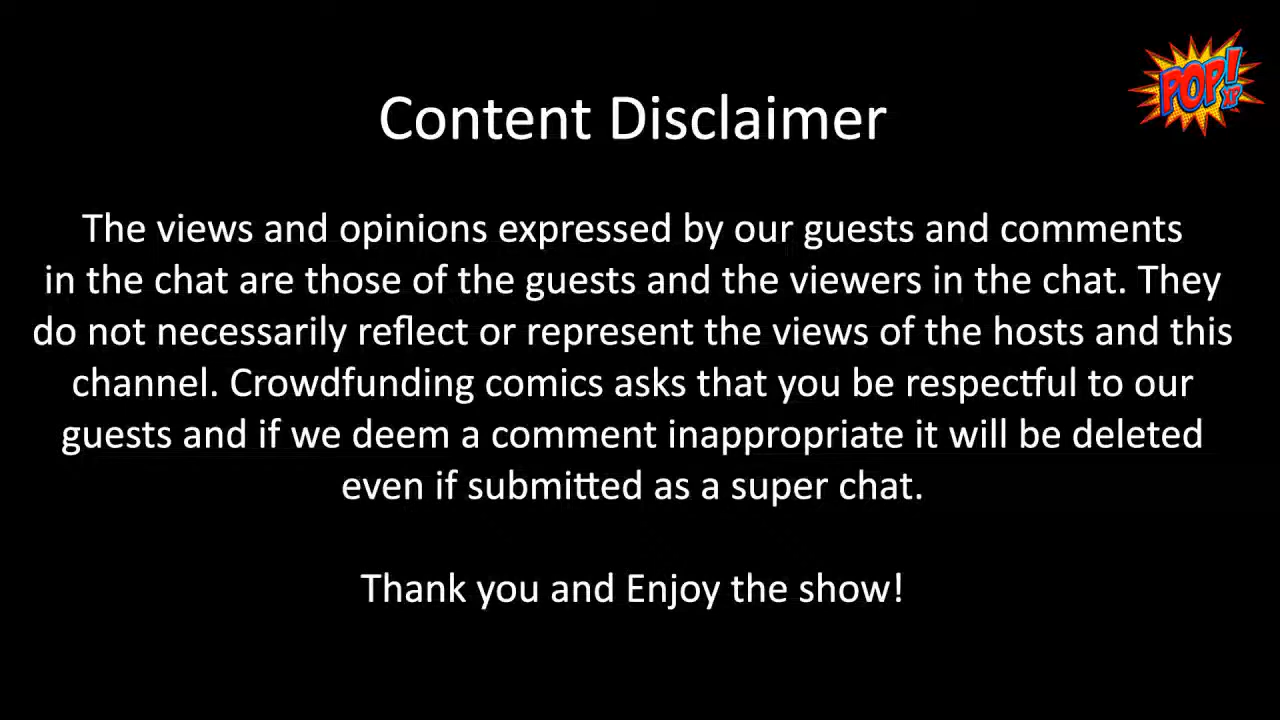 POP!
XP
Content Disclaimer
The views and opinions expressed by our guests and comments
in the chat are those of the guests and the viewers in the chat. They
do not necessarily reflect or represent the views of the hosts and this
channel. Crowdfunding comics asks that you be respectful to our
guests and if we deem a comment inappropriate it will be deleted
even if submitted as a super chat.
Thank you and Enjoy the show!